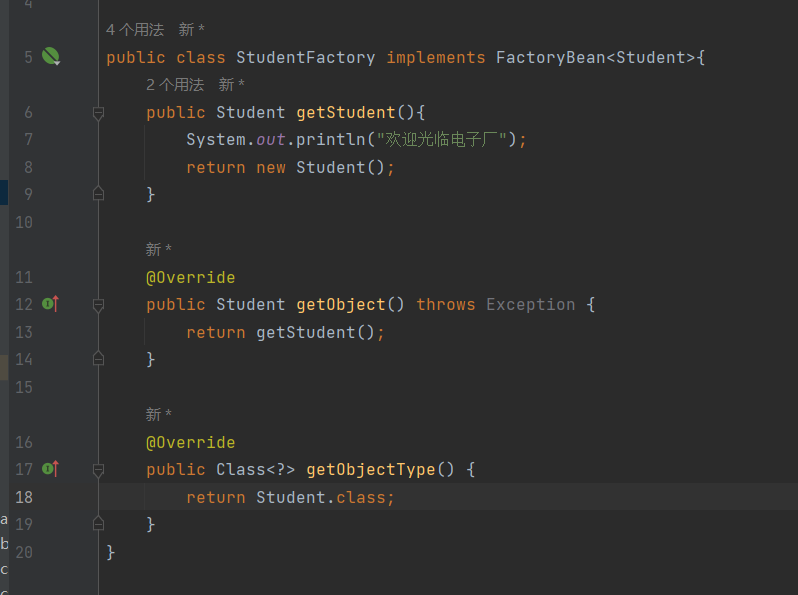 4
4 个用法 新 *
5 public class StudentFactory implements FactoryBean<Student>{
2 个用法 新 *
6 public Student getStudent(){
7 System.out.println("欢迎光临电子厂");
8 return new Student();
9 }
10
新 *
11 @Override
12 public Student getObject() throws Exception {
13 return getStudent();
14 }
15
新 *
16 @Override
17 public Class<?> getObjectType() {
18 return Student.class;
a 19 }
b 20 }
c